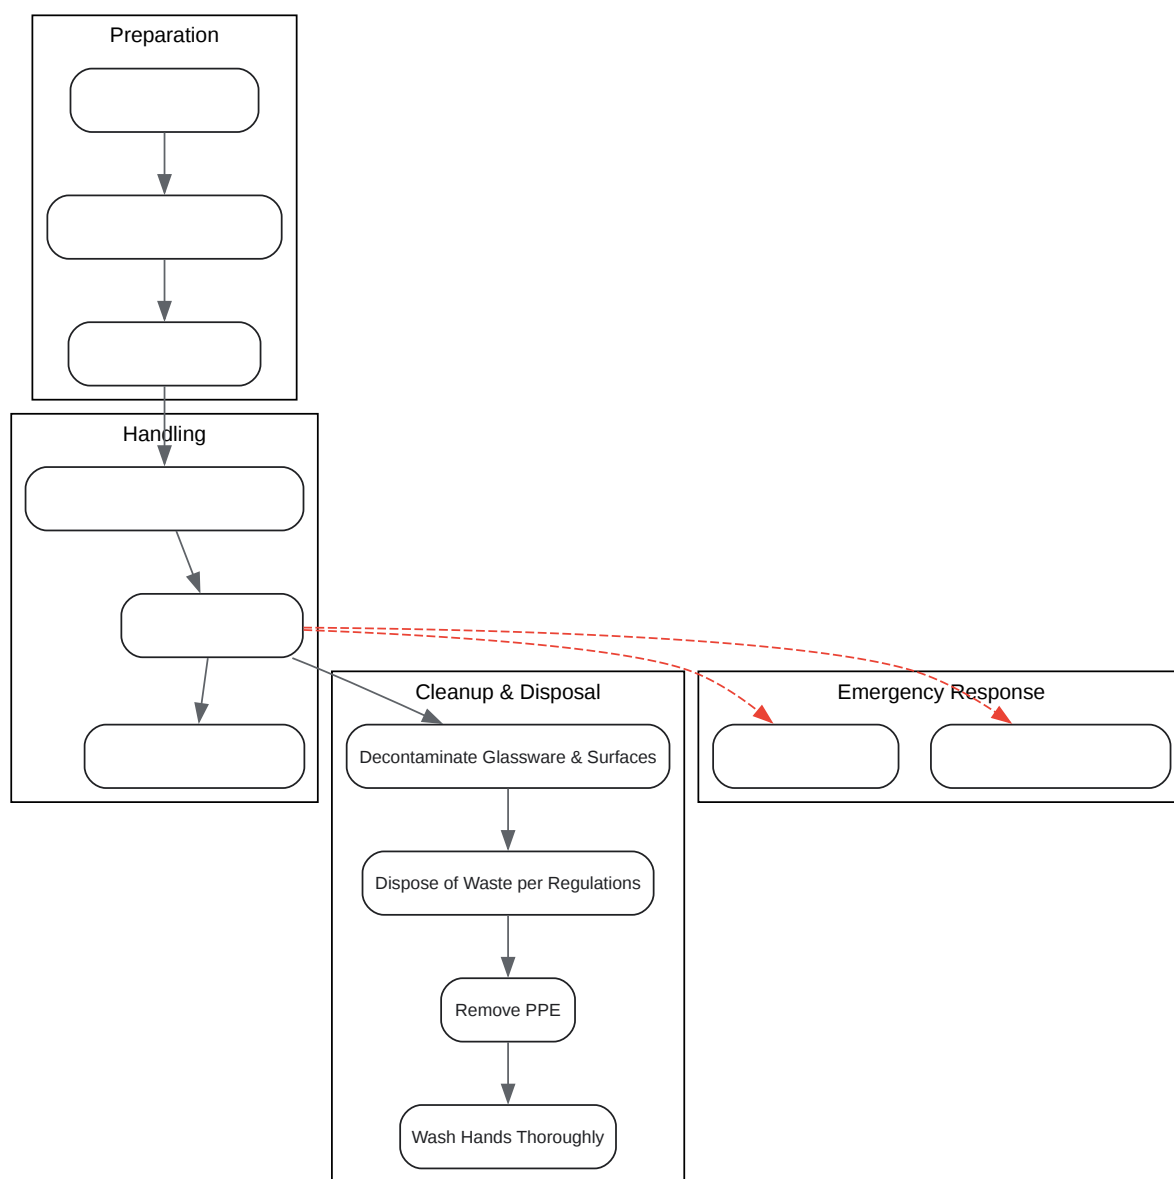 Preparation
Handling
Cleanup & Disposal
Emergency Response
Decontaminate Glassware & Surfaces
Dispose of Waste per Regulations
Remove PPE
Wash Hands Thoroughly